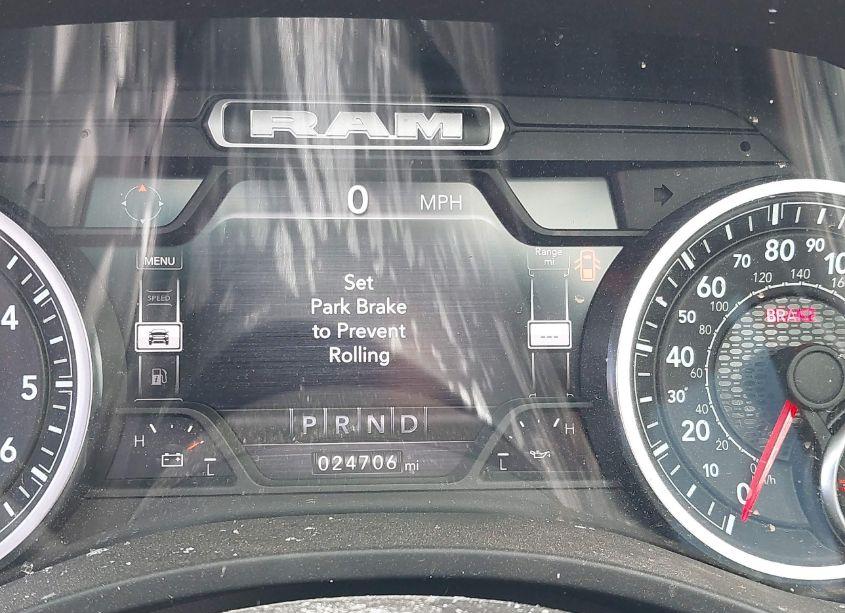 RAM
0 MPH
MENU
SPEED
Set
Park Brake
to Prevent
Rolling
Range
mi
---
P R N D
024706 mi
H
L
L
H
4
5
6
0
10
20
30
40
50
60
70
80
90
20
40
60
80
100
120
140
BRAKE